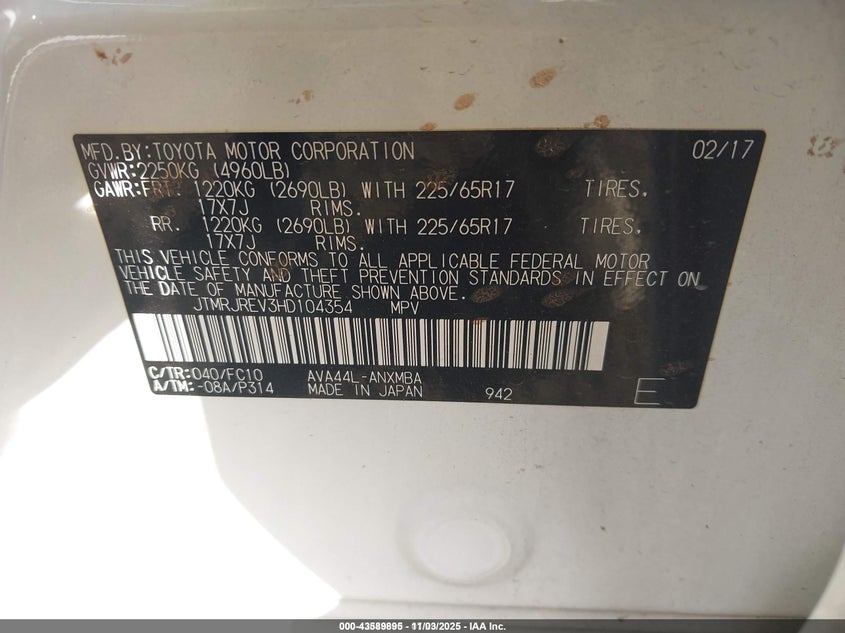 MFD.BY:TOYOTA MOTOR CORPORATION 02/17
GVWR:2250KG (4960LB)
GAWR:FRT. 1220KG (2690LB) WITH 225/65R17 TIRES,
17X7J RIMS.
RR. 1220KG (2690LB) WITH 225/65R17 TIRES,
17X7J RIMS.
THIS VEHICLE CONFORMS TO ALL APPLICABLE FEDERAL MOTOR
VEHICLE SAFETY AND THEFT PREVENTION STANDARDS IN EFFECT ON
THE DATE OF MANUFACTURE SHOWN ABOVE.
JTMRJREV3HD104354 MPV
C/TR:040/FC10 AVA44L-ANXMBA
A/TM:-08A/P314 MADE IN JAPAN 942 E
000-43589895 - 11/03/2025 - IAA Inc.